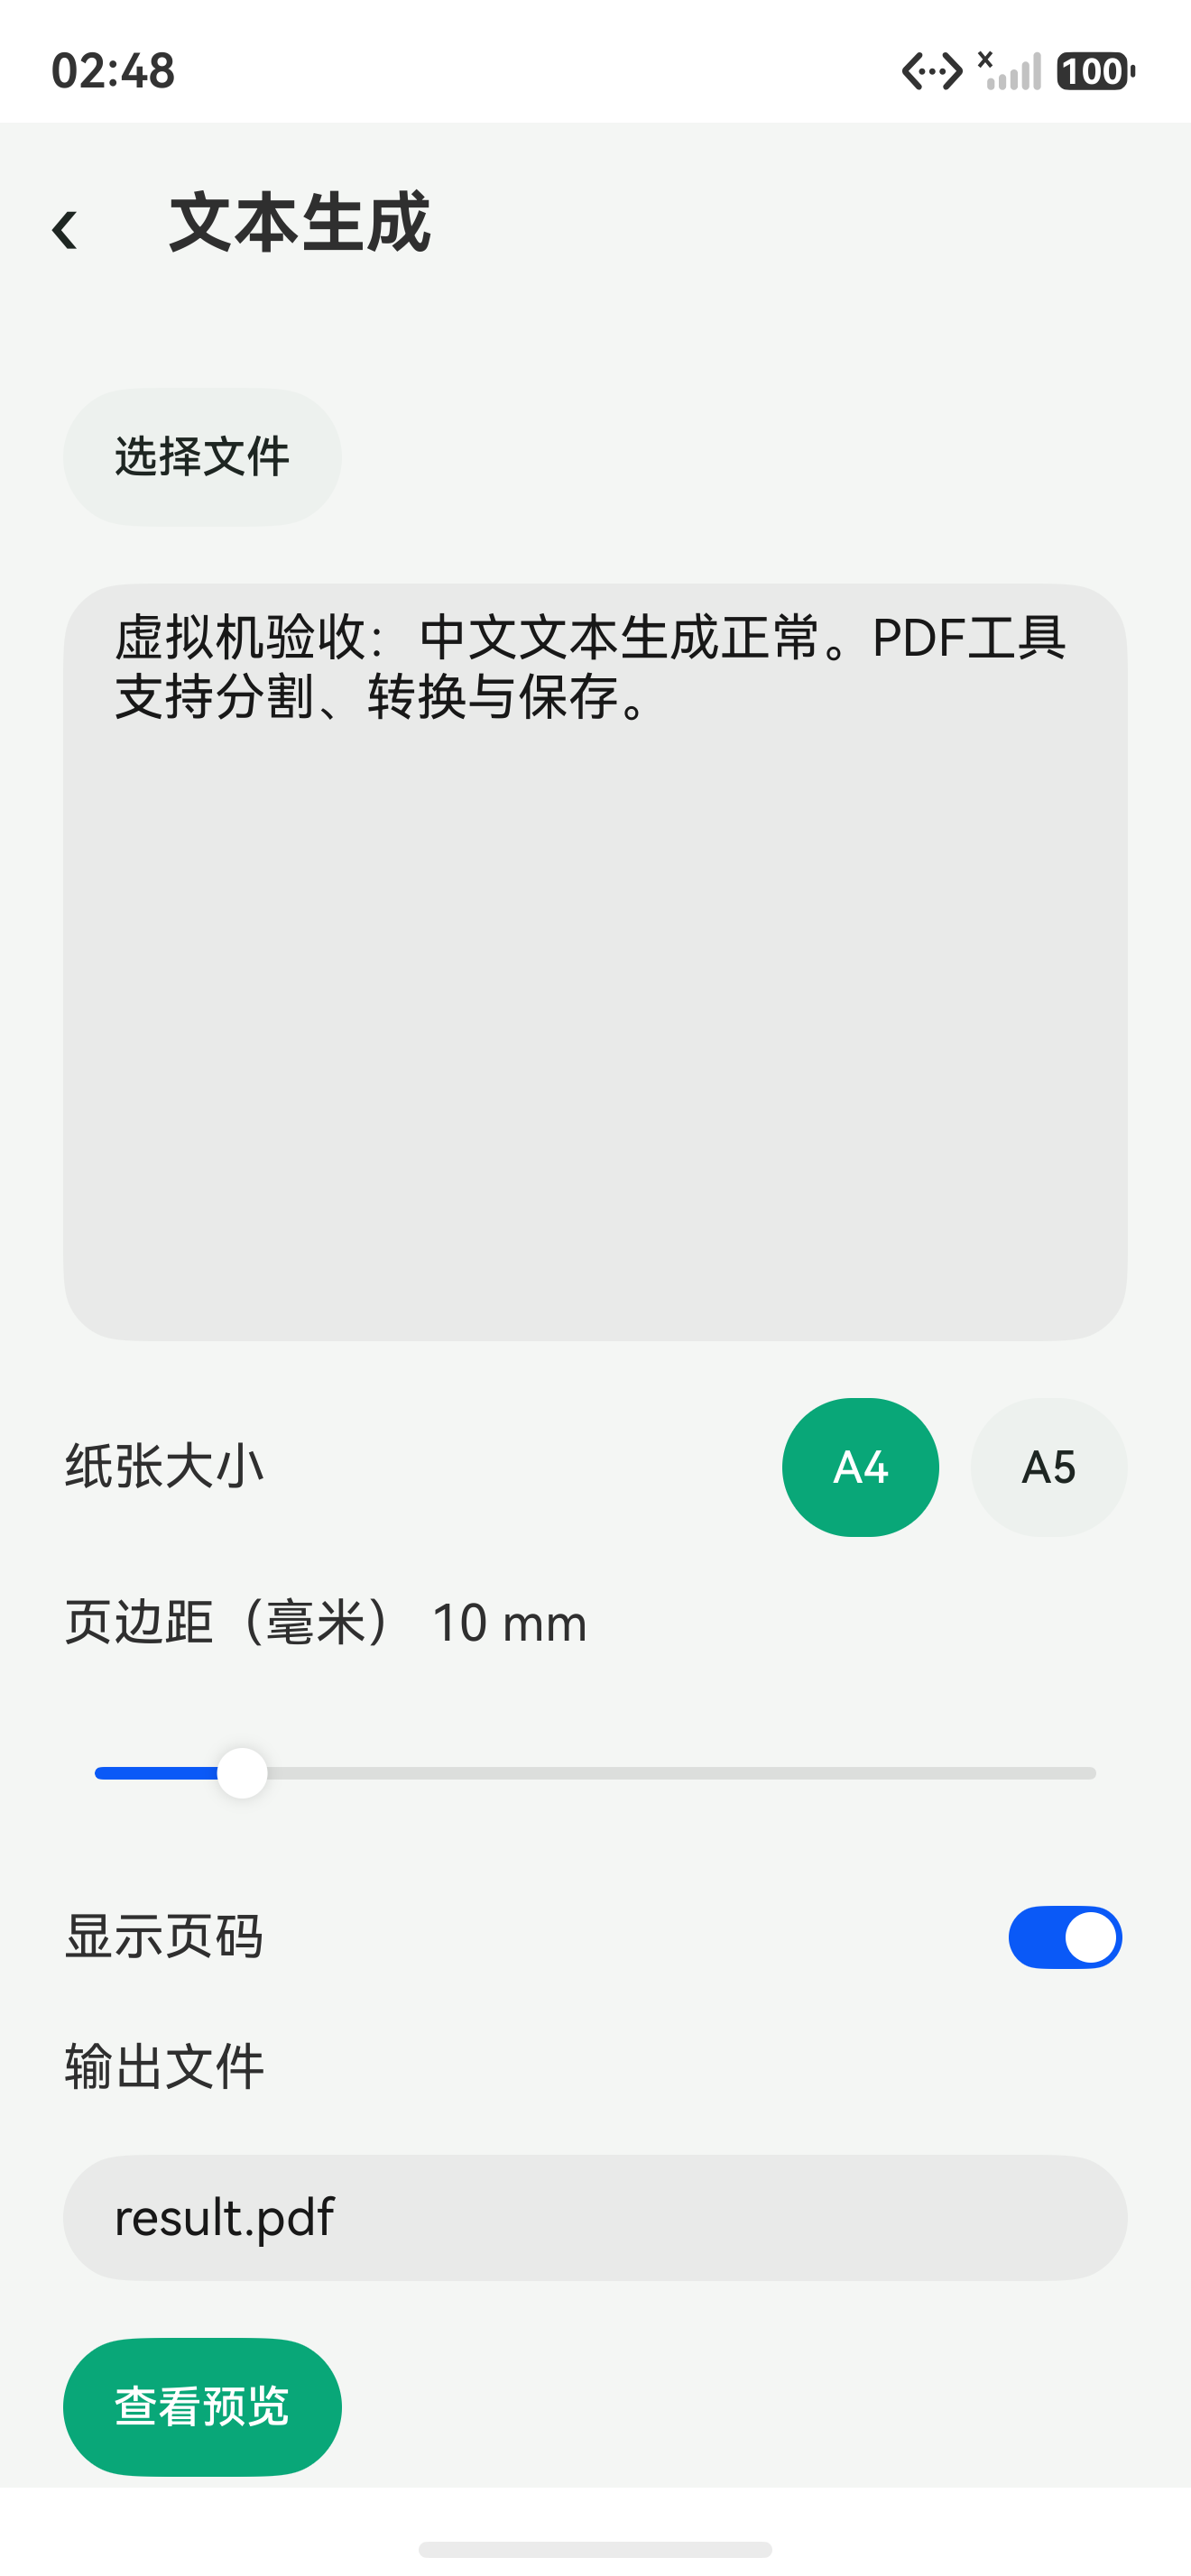 02:48
100
文本生成
选择文件
虚拟机验收：中文文本生成正常。PDF工具
支持分割、转换与保存。
纸张大小
A4
A5
页边距（毫米） 10 mm
显示页码
输出文件
result.pdf
查看预览